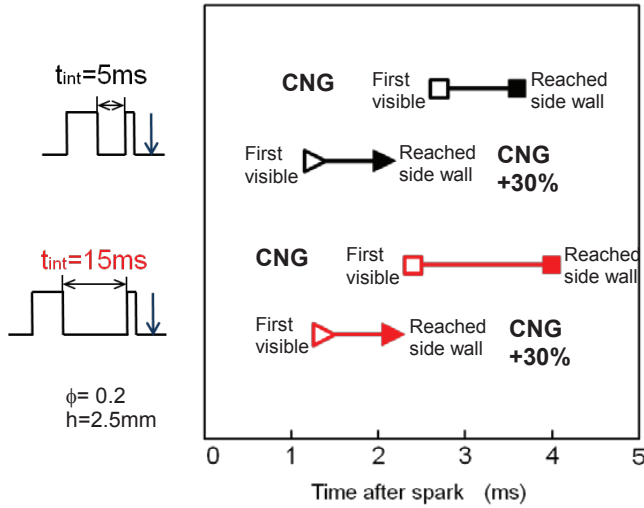 t_int=5ms
CNG
First visible
Reached side wall
First visible
Reached side wall
CNG +30%
t_int=15ms
CNG
First visible
Reached side wall
First visible
Reached side wall
CNG +30%
ϕ= 0.2
h=2.5mm
0 1 2 3 4 5
Time after spark (ms)